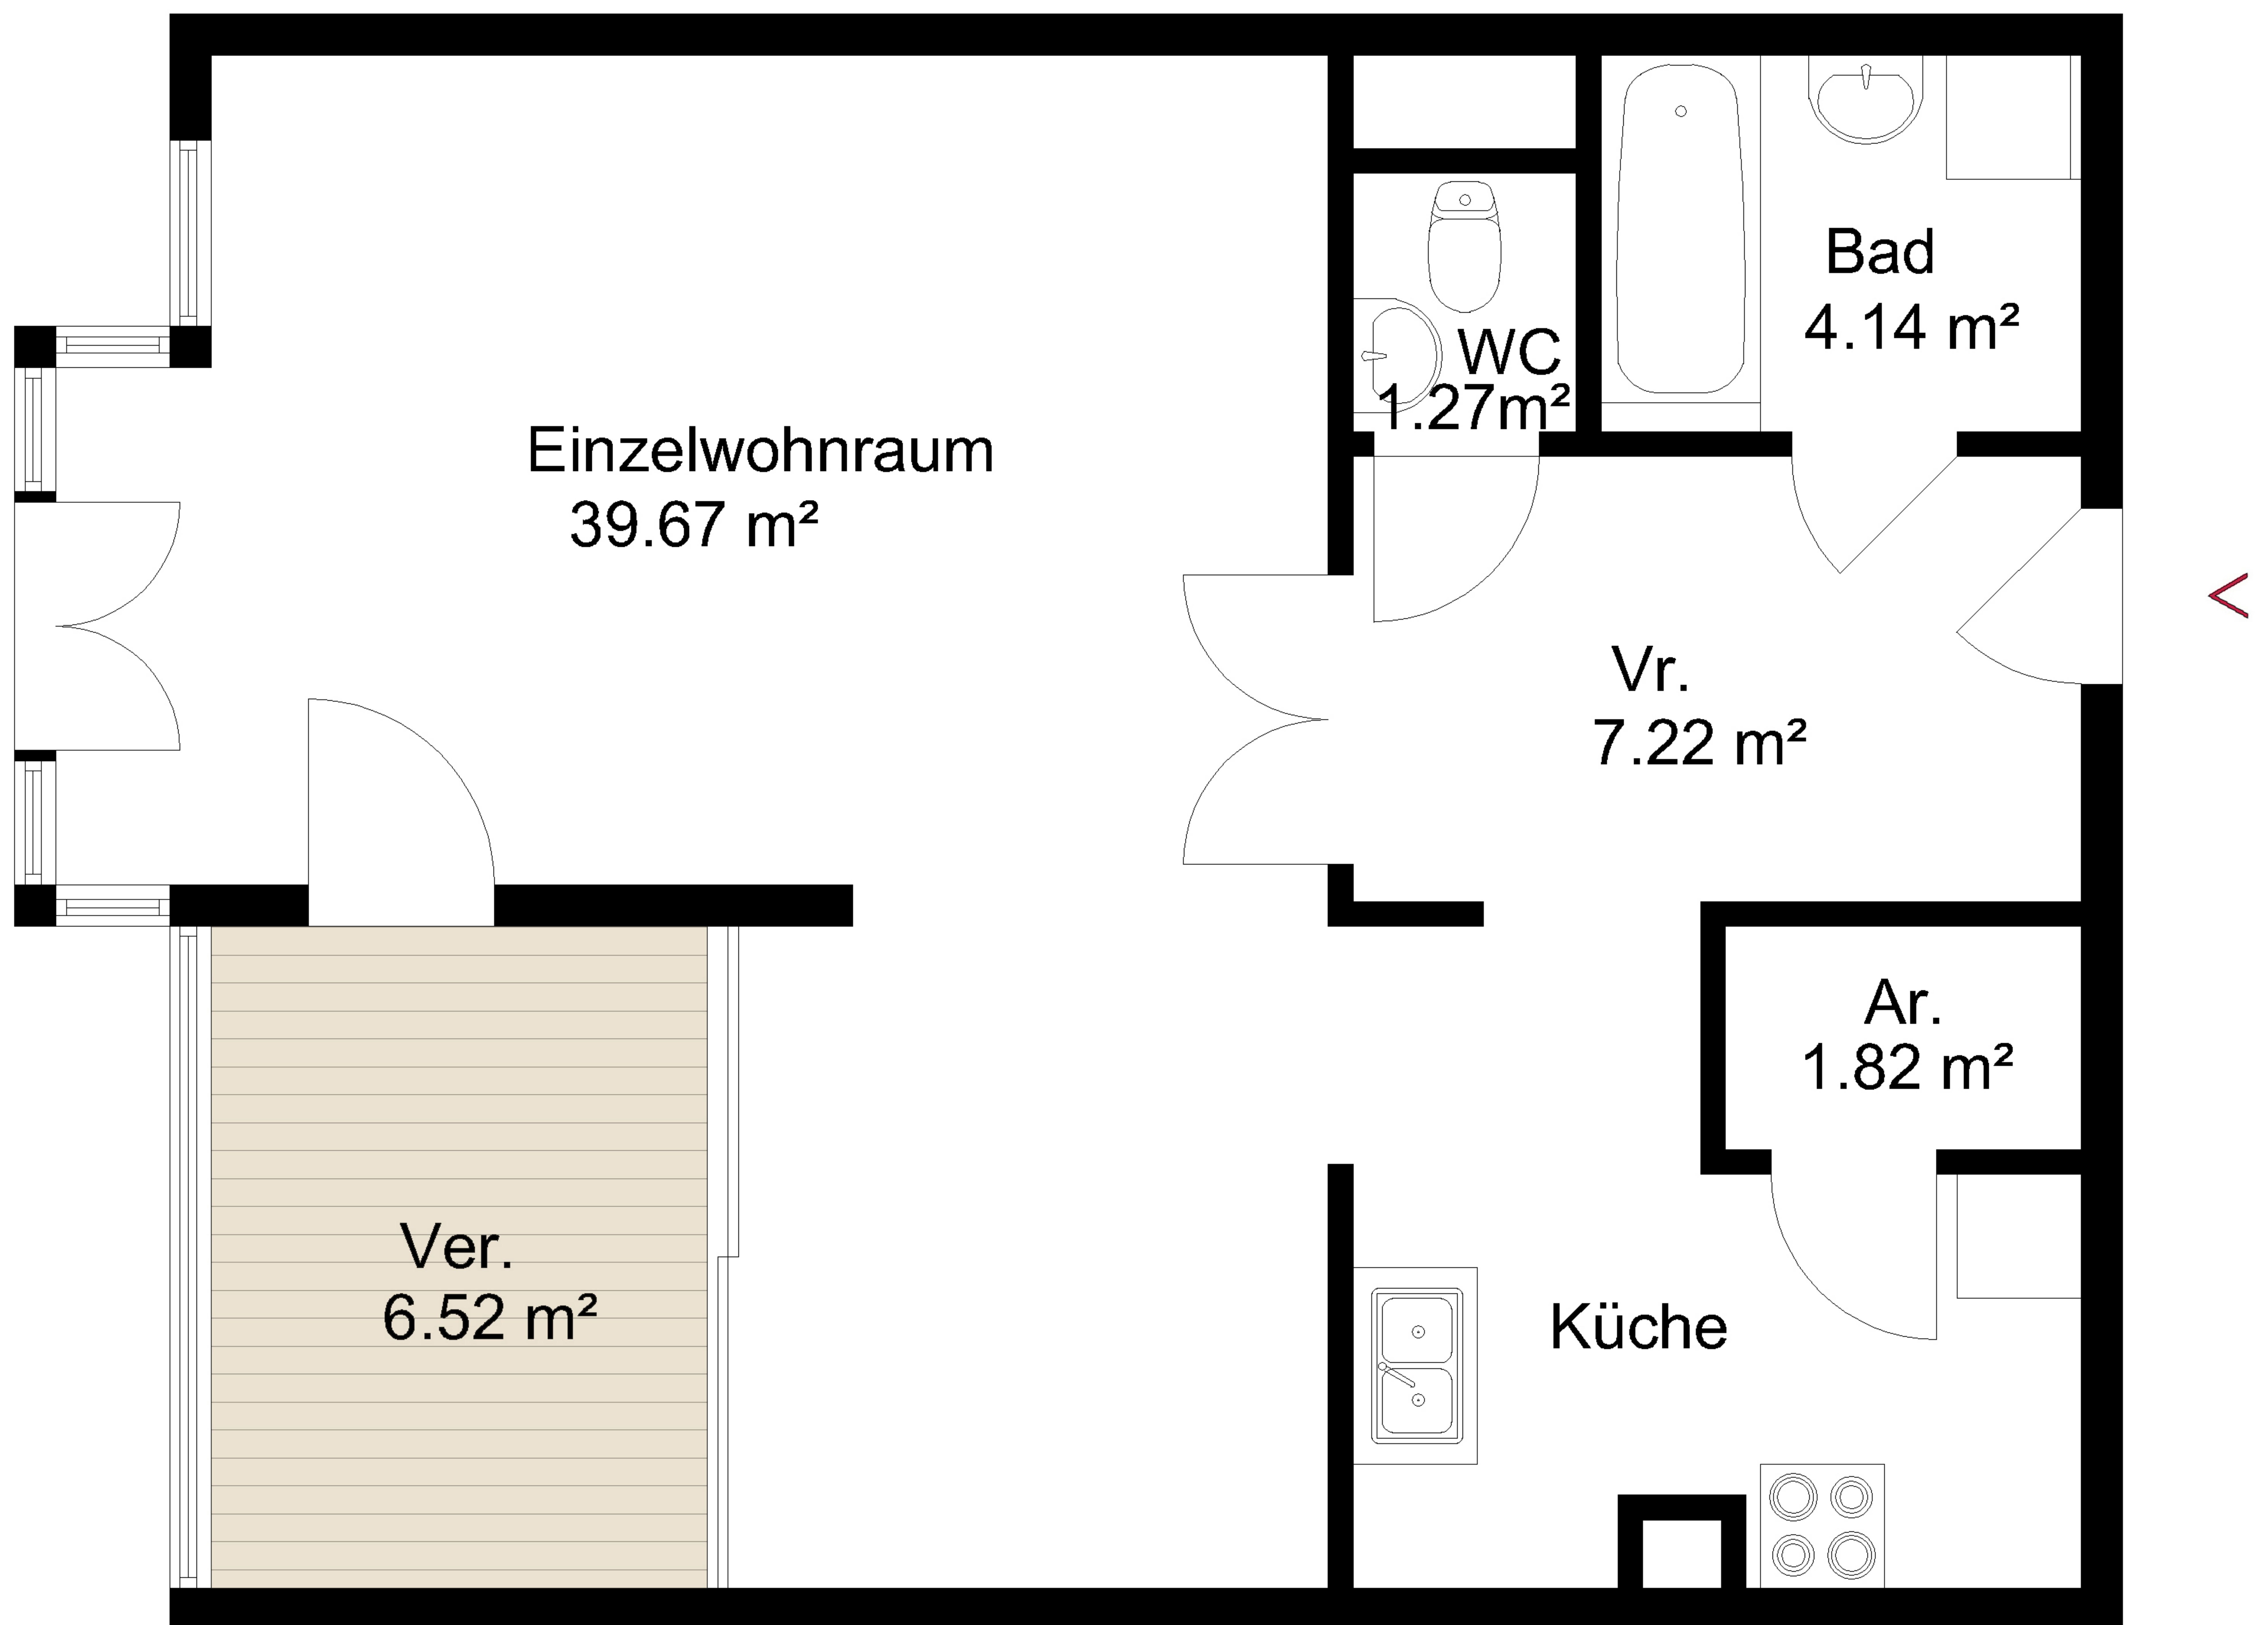 Bad
4.14 m²
WC
1.27m²
Einzelwohnraum
39.67 m²
Vr.
7.22 m²
Ar.
1.82 m²
Ver.
6.52 m²
Küche